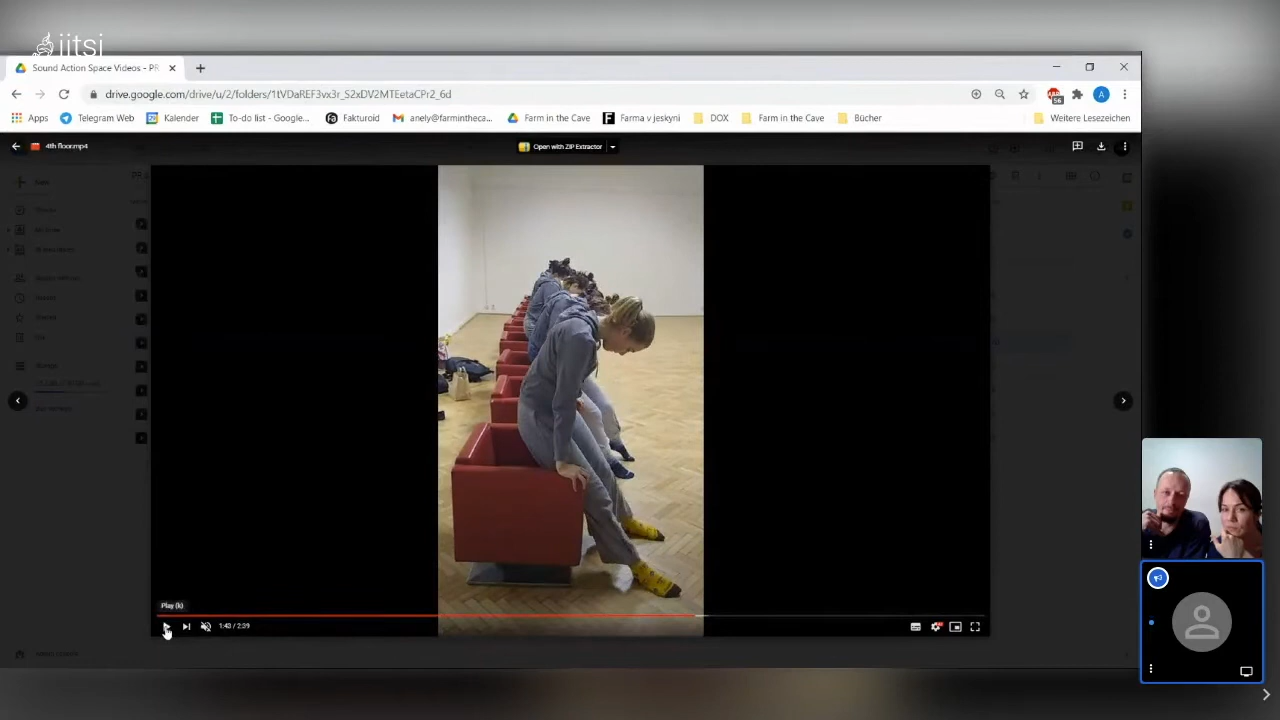 jitsi
Sound Action Space Videos - PR
drive.google.com/drive/u/2/folders/1tVDaREF3vx3r_S2xDV2MTEetaCPr2_6d
56
A
Apps
Telegram Web
Kalender
To-do list - Google...
Fakturoid
anely@farmintheca...
Farm in the Cave
Farma v jeskyni
DOX
Farm in the Cave
Bücher
Weitere Lesezeichen
4th floor.mp4
Open with ZIP Extractor
Play (k)
1:43 / 2:39